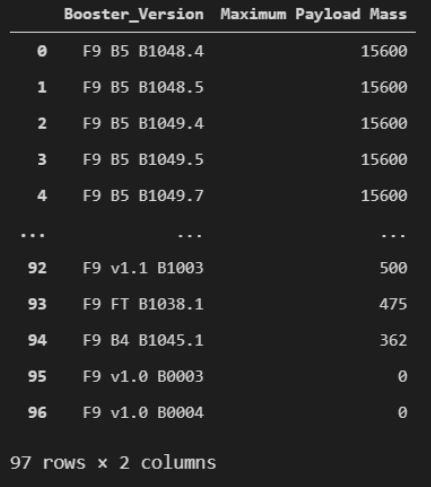 Booster_Version Maximum Payload Mass
0 F9 B5 B1048.4 15600
1 F9 B5 B1048.5 15600
2 F9 B5 B1049.4 15600
3 F9 B5 B1049.5 15600
4 F9 B5 B1049.7 15600
... ... ...
92 F9 v1.1 B1003 500
93 F9 FT B1038.1 475
94 F9 B4 B1045.1 362
95 F9 v1.0 B0003 0
96 F9 v1.0 B0004 0
97 rows × 2 columns